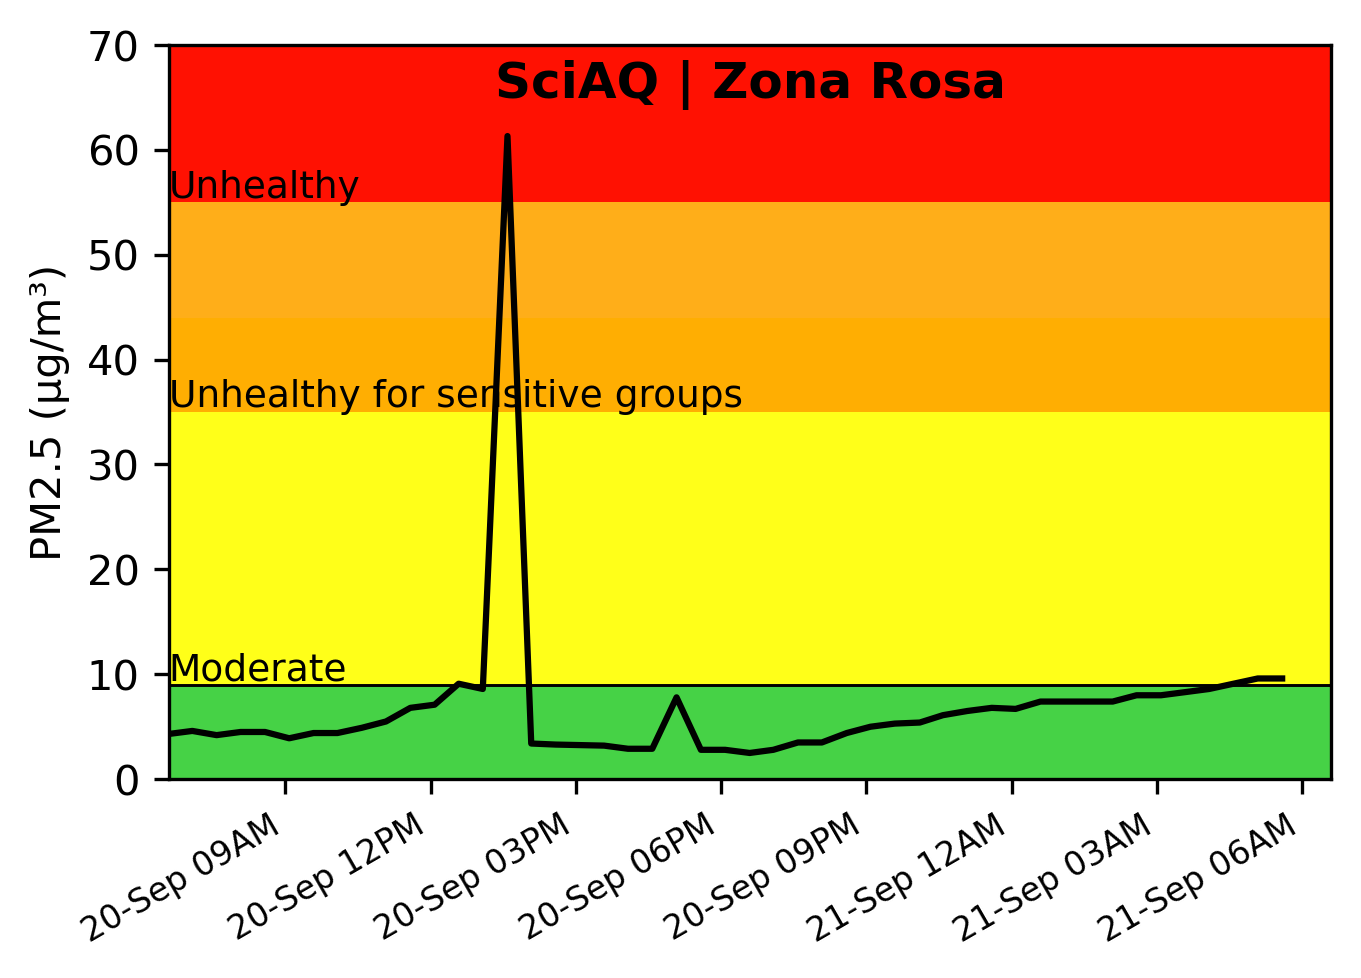 SciAQ | Zona Rosa
PM2.5 (µg/m³)
70
60
Unhealthy
50
40
Unhealthy for sensitive groups
30
20
10
Moderate
0
20-Sep 09AM
20-Sep 12PM
20-Sep 03PM
20-Sep 06PM
20-Sep 09PM
21-Sep 12AM
21-Sep 03AM
21-Sep 06AM